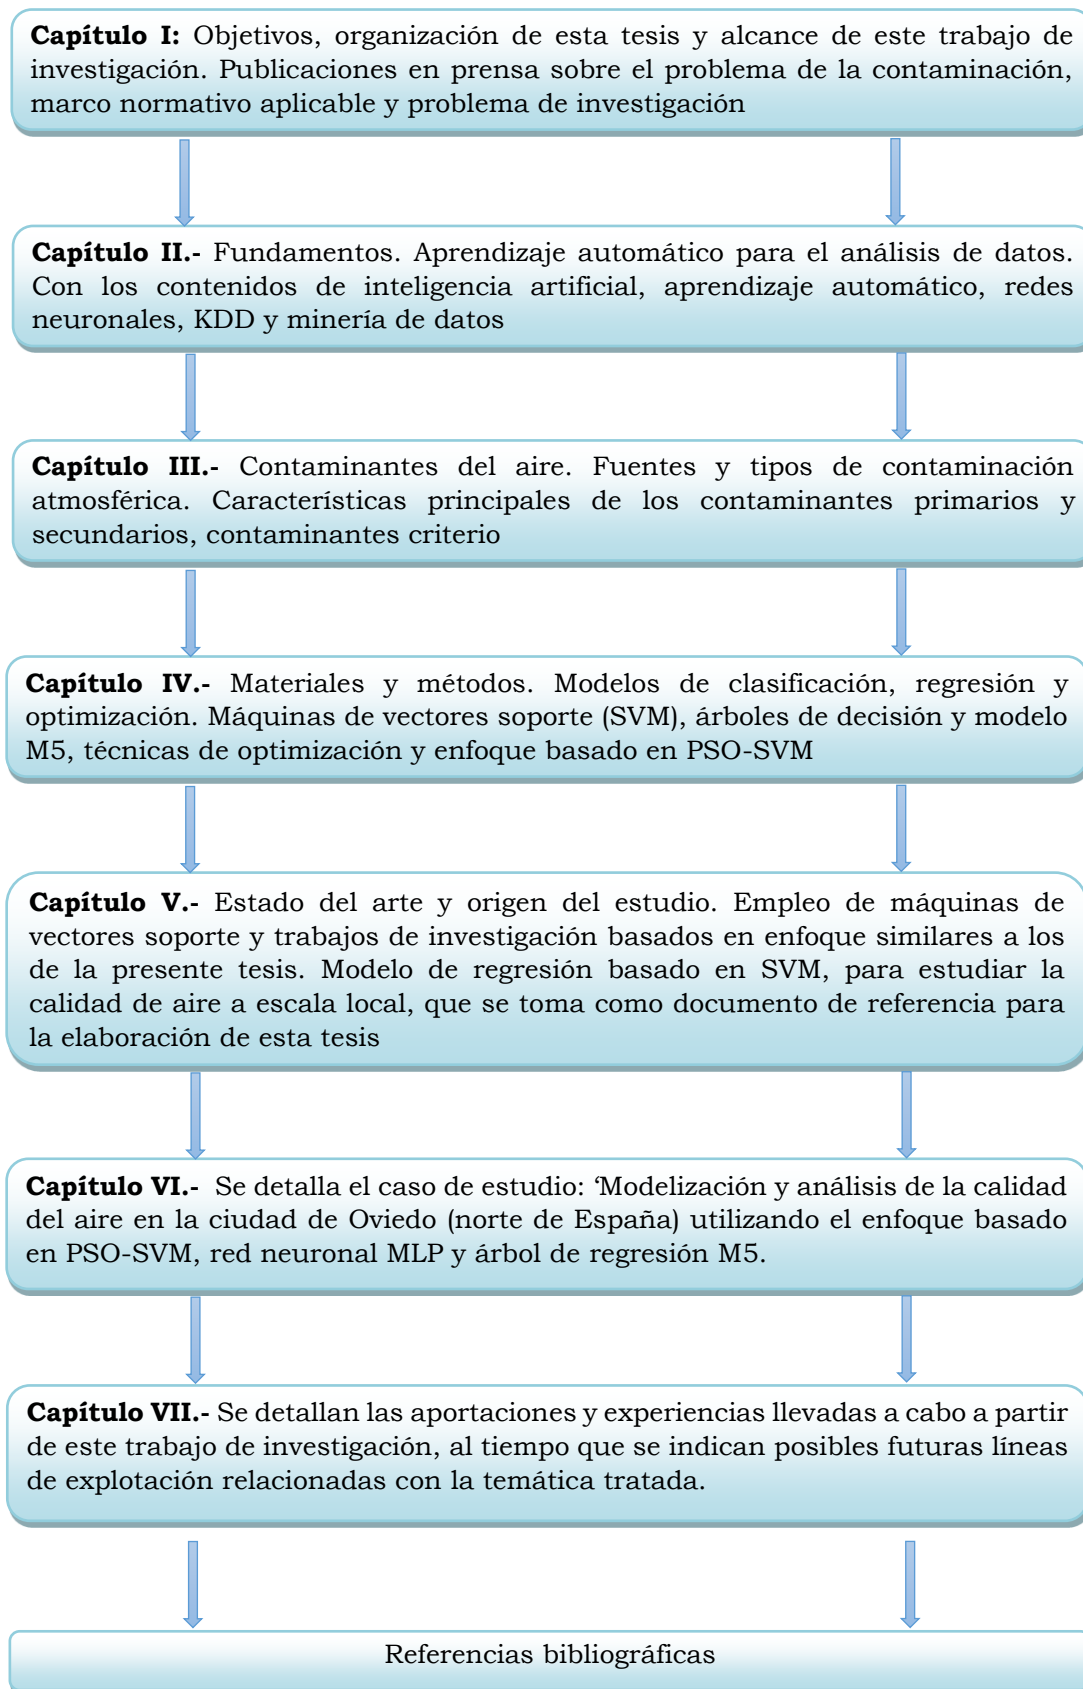 Capítulo I: Objetivos, organización de esta tesis y alcance de este trabajo de
investigación. Publicaciones en prensa sobre el problema de la contaminación,
marco normativo aplicable y problema de investigación
Capítulo II.- Fundamentos. Aprendizaje automático para el análisis de datos.
Con los contenidos de inteligencia artificial, aprendizaje automático, redes
neuronales, KDD y minería de datos
Capítulo III.- Contaminantes del aire. Fuentes y tipos de contaminación
atmosférica. Características principales de los contaminantes primarios y
secundarios, contaminantes criterio
Capítulo IV.- Materiales y métodos. Modelos de clasificación, regresión y
optimización. Máquinas de vectores soporte (SVM), árboles de decisión y modelo
M5, técnicas de optimización y enfoque basado en PSO-SVM
Capítulo V.- Estado del arte y origen del estudio. Empleo de máquinas de
vectores soporte y trabajos de investigación basados en enfoque similares a los
de la presente tesis. Modelo de regresión basado en SVM, para estudiar la
calidad de aire a escala local, que se toma como documento de referencia para
la elaboración de esta tesis
Capítulo VI.- Se detalla el caso de estudio: ‘Modelización y análisis de la calidad
del aire en la ciudad de Oviedo (norte de España) utilizando el enfoque basado
en PSO-SVM, red neuronal MLP y árbol de regresión M5.
Capítulo VII.- Se detallan las aportaciones y experiencias llevadas a cabo a partir
de este trabajo de investigación, al tiempo que se indican posibles futuras líneas
de explotación relacionadas con la temática tratada.
Referencias bibliográficas